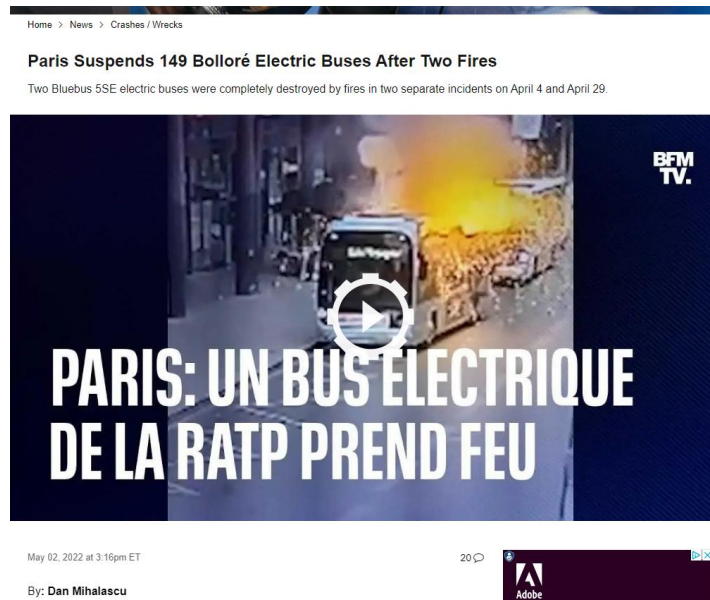 Home > News > Crashes / Wrecks
Paris Suspends 149 Bolloré Electric Buses After Two Fires
Two Bluebus 5SE electric buses were completely destroyed by fires in two separate incidents on April 4 and April 29.
BFM
TV.
PARIS: UN BUS ÉLECTRIQUE
DE LA RATP PREND FEU
May 02, 2022 at 3:16pm ET
20
By: Dan Mihalascu
Adobe